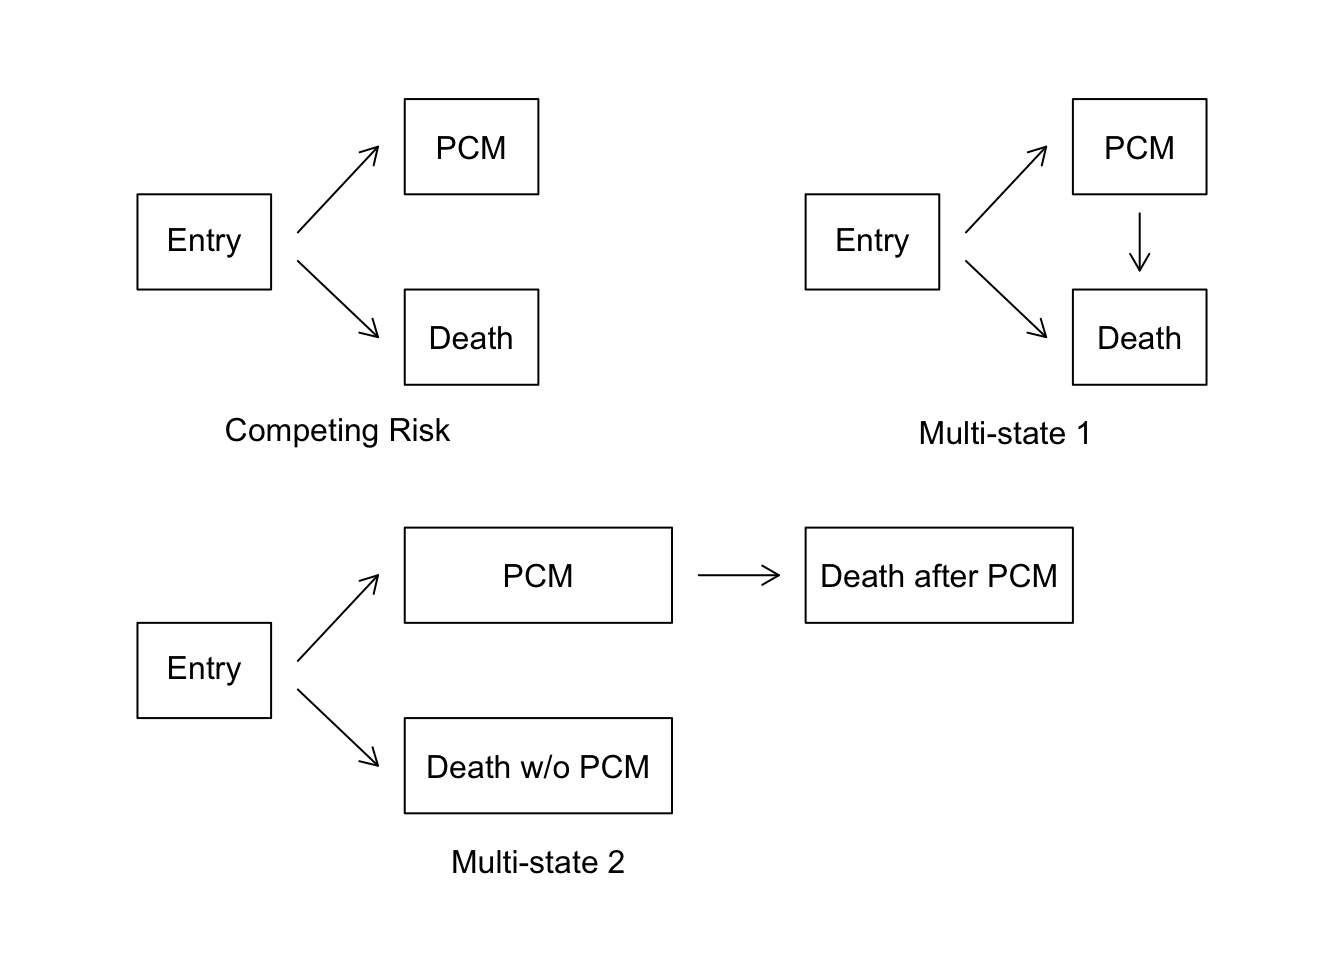 PCM
Entry
Death
Competing Risk
PCM
Entry
Death
Multi-state 1
PCM
Death after PCM
Entry
Death w/o PCM
Multi-state 2